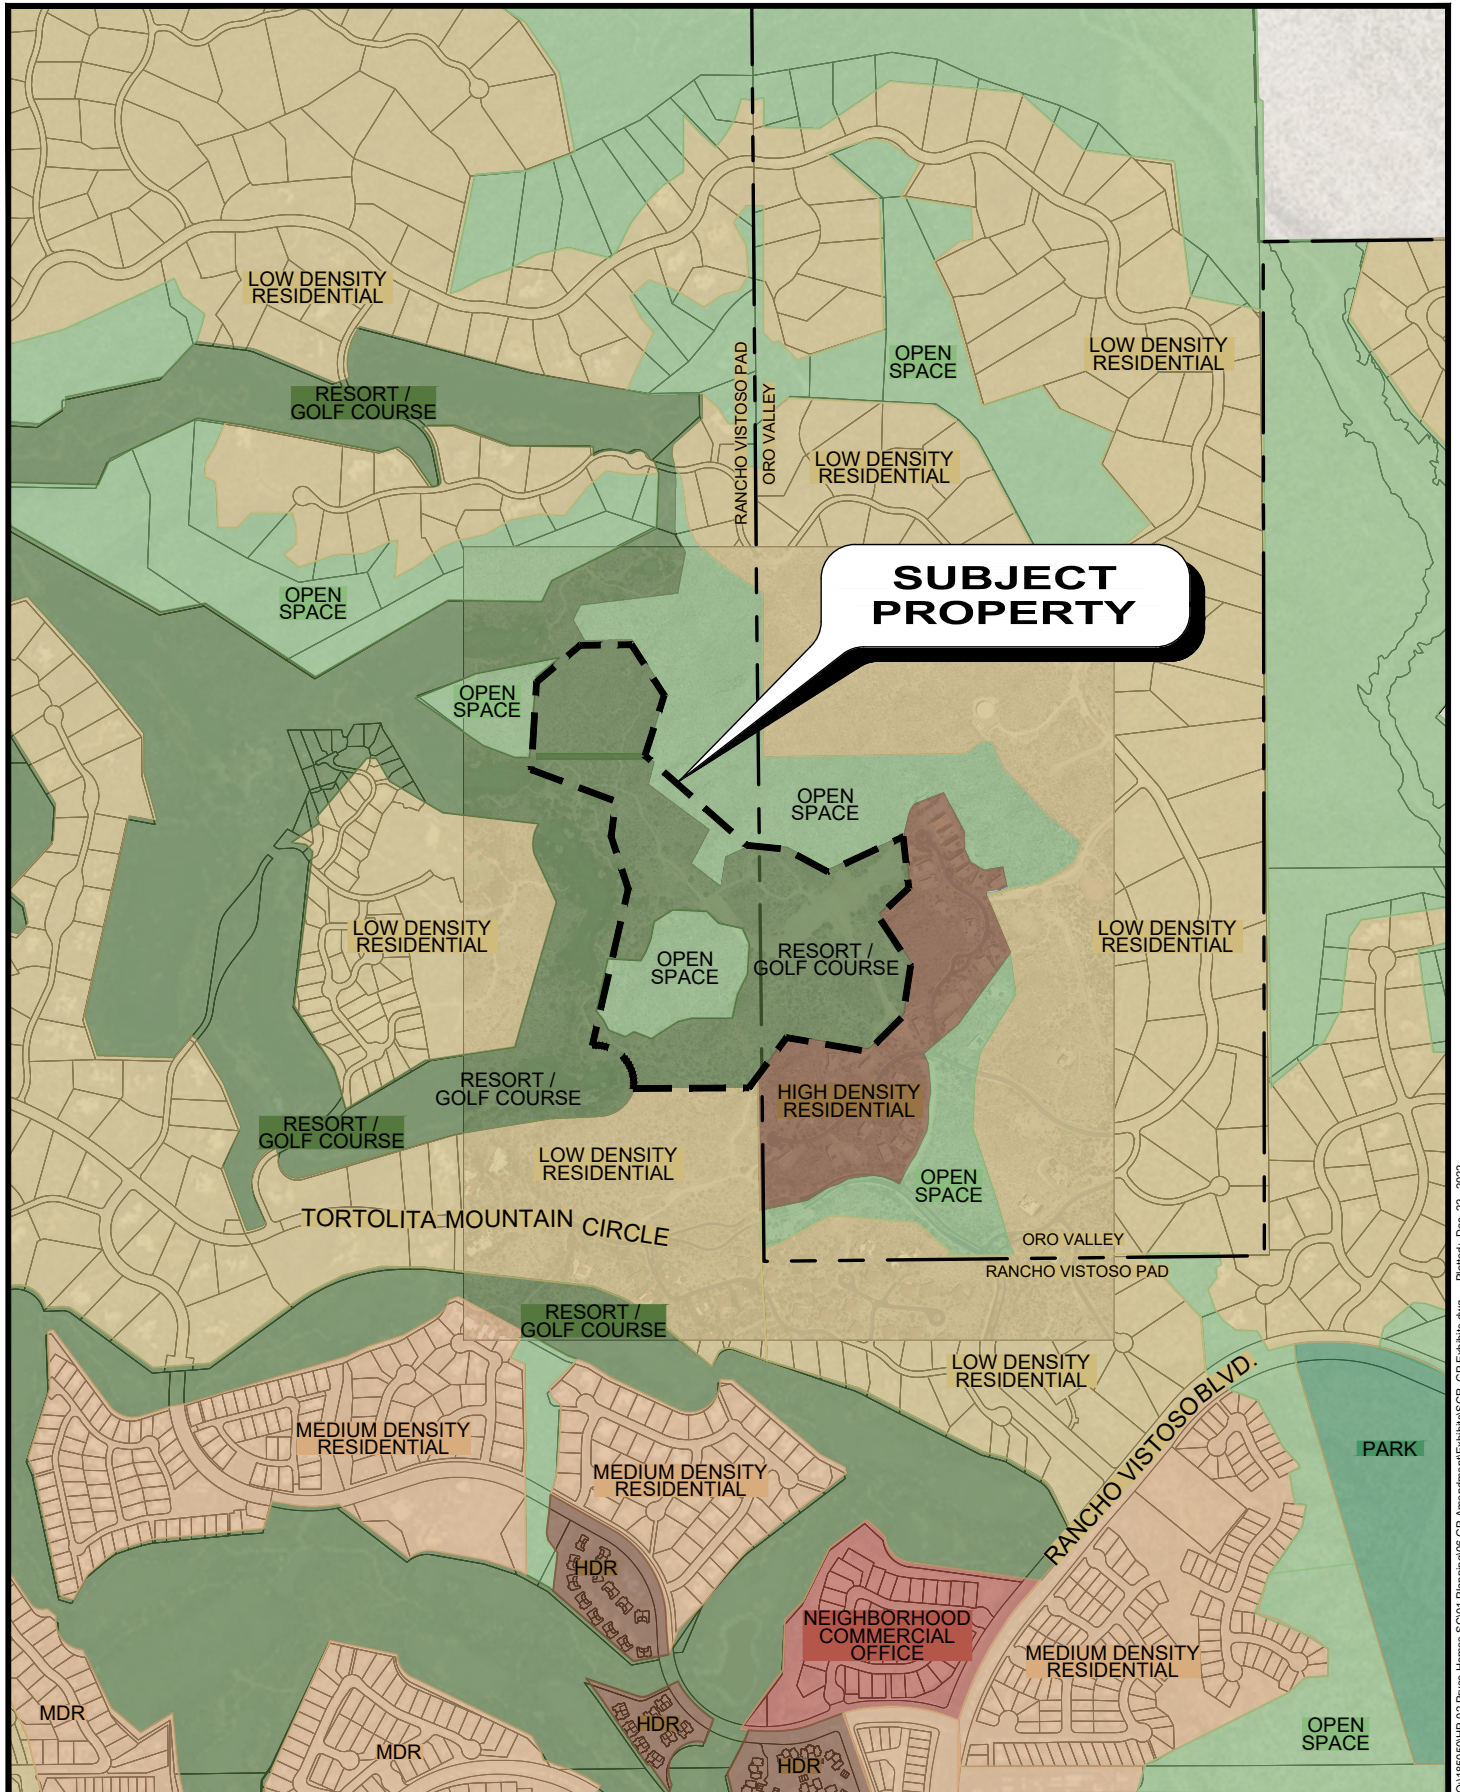 LOW DENSITY
RESIDENTIAL
RESORT /
GOLF COURSE
RANCHO VISTOSO PAD
ORO VALLEY
OPEN
SPACE
LOW DENSITY
RESIDENTIAL
LOW DENSITY
RESIDENTIAL
SUBJECT
PROPERTY
OPEN
SPACE
OPEN
SPACE
OPEN
SPACE
LOW DENSITY
RESIDENTIAL
OPEN
SPACE
RESORT /
GOLF COURSE
LOW DENSITY
RESIDENTIAL
RESORT /
GOLF COURSE
RESORT /
GOLF COURSE
HIGH DENSITY
RESIDENTIAL
LOW DENSITY
RESIDENTIAL
OPEN
SPACE
TORTOLITA MOUNTAIN CIRCLE
ORO VALLEY
RANCHO VISTOSO PAD
RESORT /
GOLF COURSE
LOW DENSITY
RESIDENTIAL
RANCHO VISTOSO BLVD.
PARK
MEDIUM DENSITY
RESIDENTIAL
MEDIUM DENSITY
RESIDENTIAL
HDR
NEIGHBORHOOD
COMMERCIAL
OFFICE
MEDIUM DENSITY
RESIDENTIAL
MDR
HDR
MDR
HDR
OPEN
SPACE